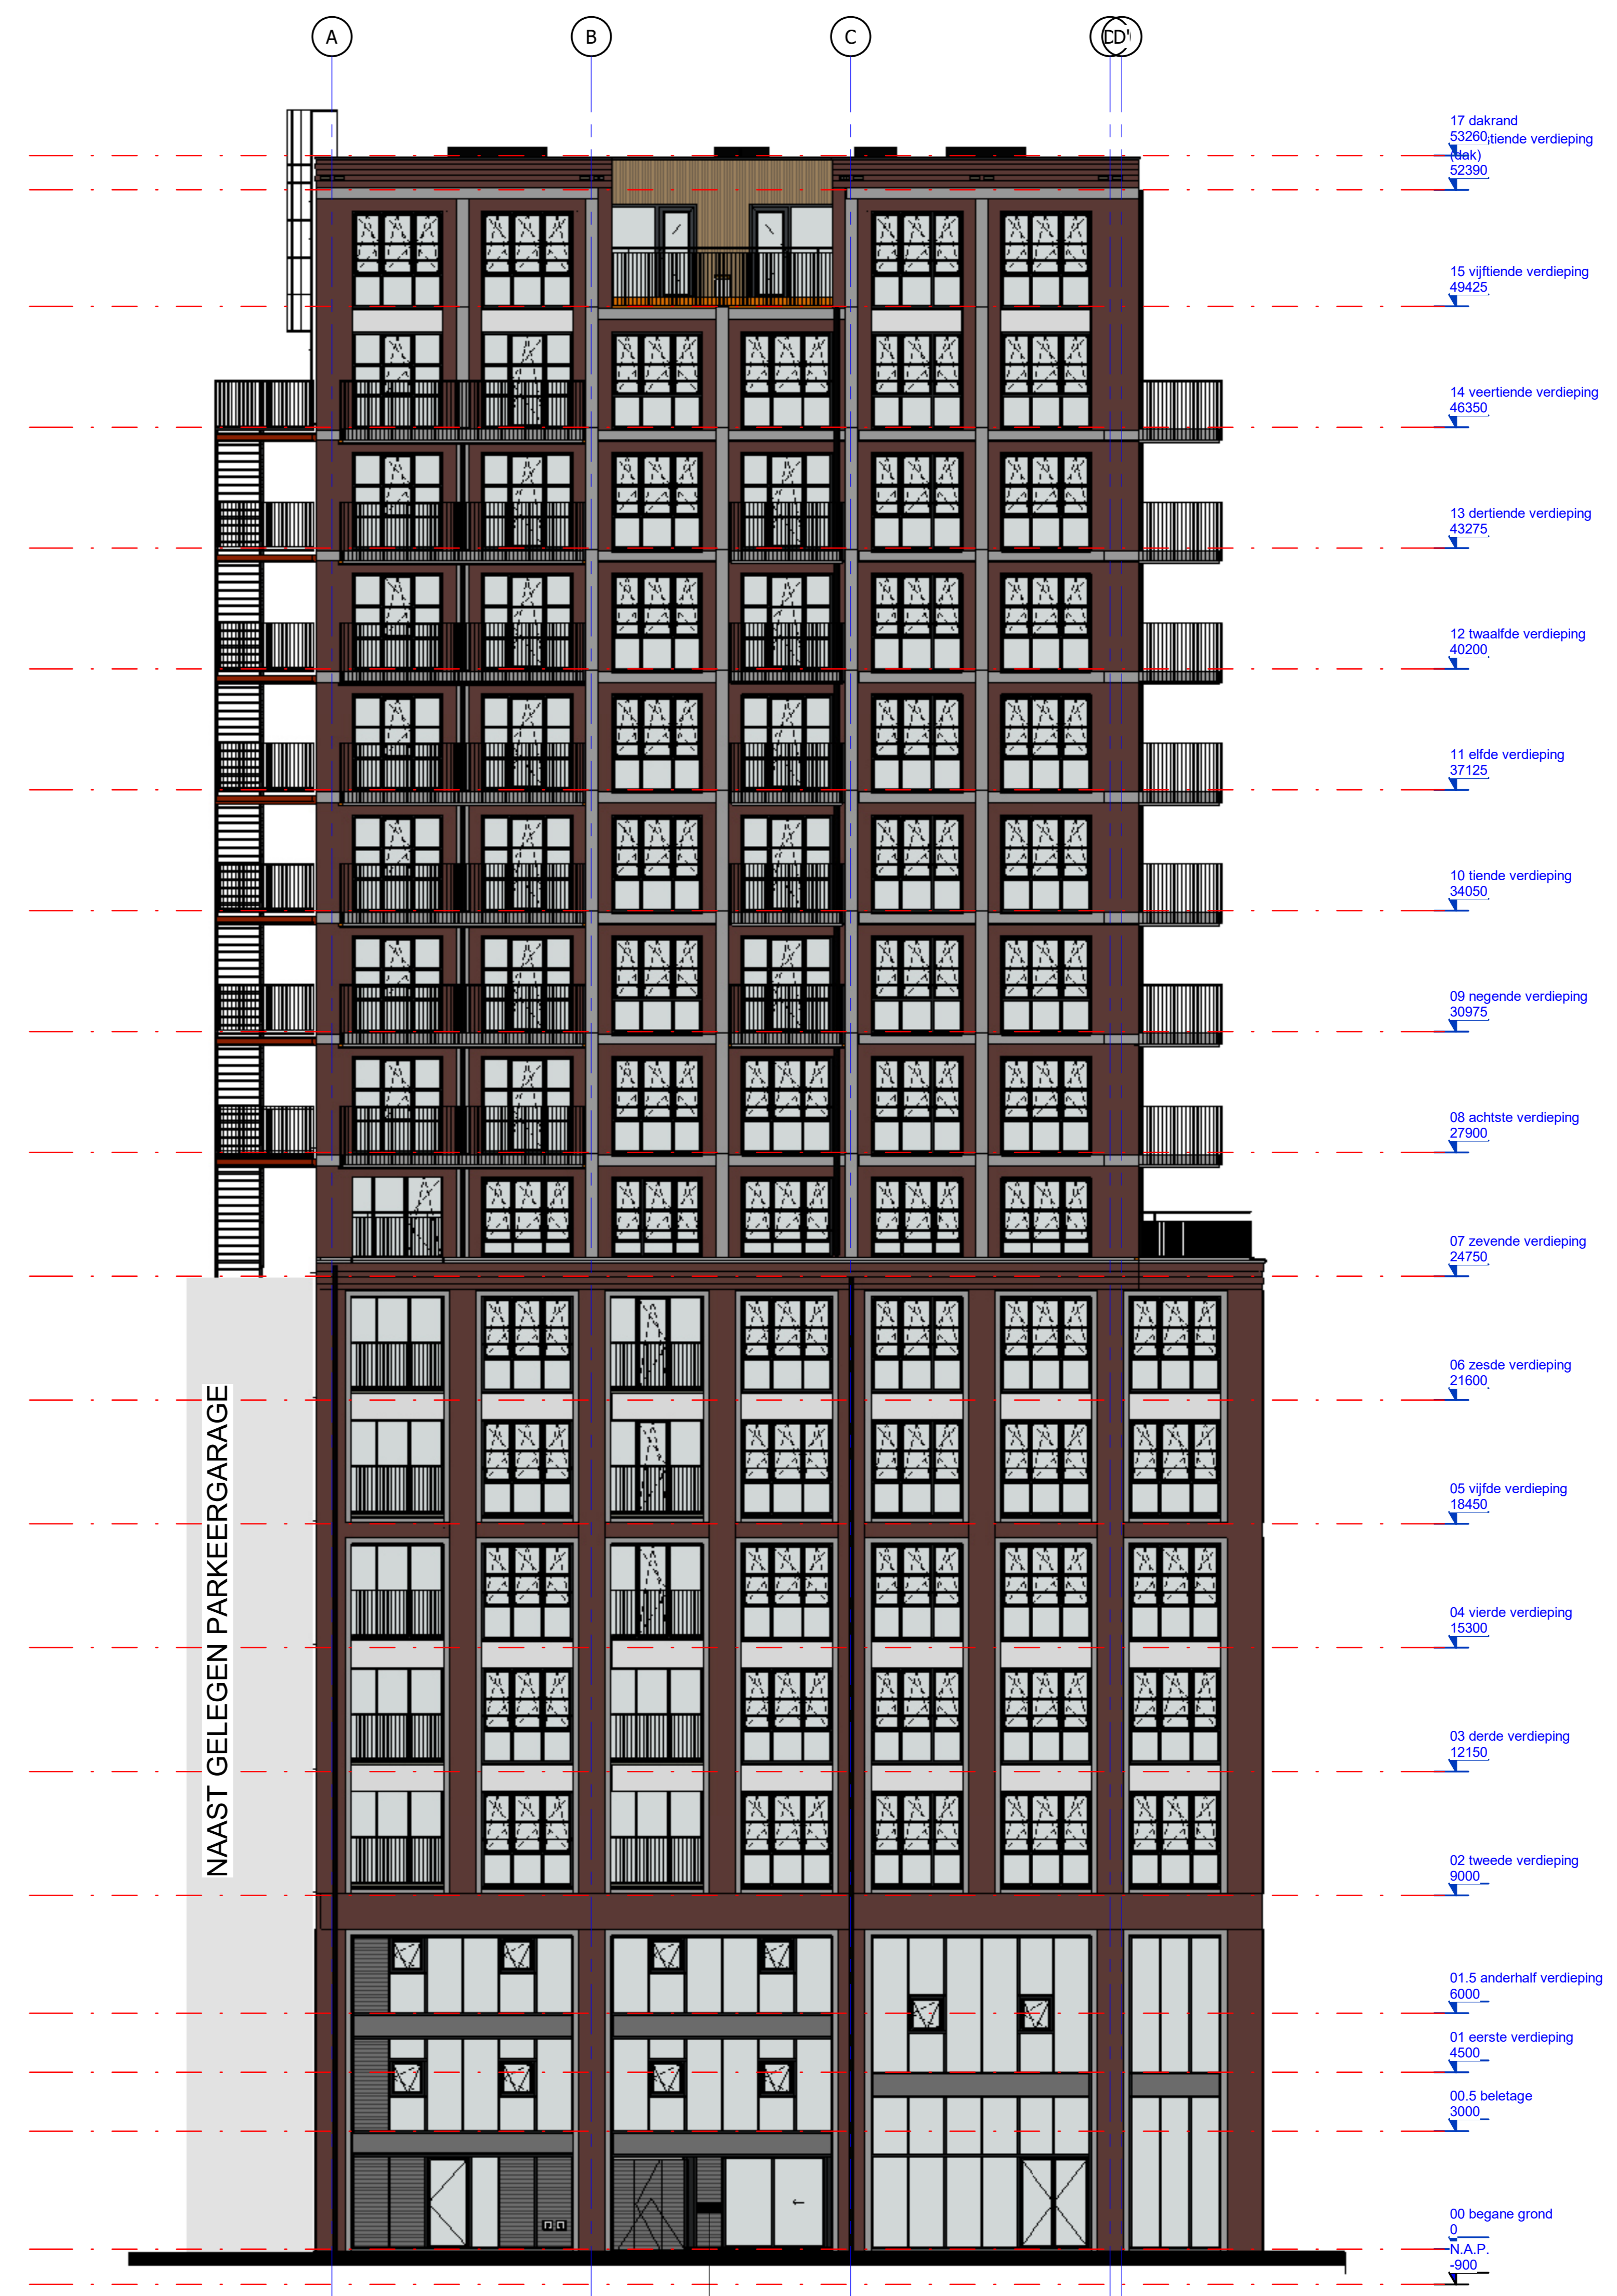 A
B
C
D
D'
17 dakrand
53260
tiende verdieping
(dak)
52390
15 vijftiende verdieping
49425
14 veertiende verdieping
46350
13 dertiende verdieping
43275
12 twaalfde verdieping
40200
11 elfde verdieping
37125
10 tiende verdieping
34050
09 negende verdieping
30975
08 achtste verdieping
27900
07 zevende verdieping
24750
06 zesde verdieping
21600
05 vijfde verdieping
18450
04 vierde verdieping
15300
03 derde verdieping
12150
02 tweede verdieping
9000
01.5 anderhalf verdieping
6000
01 eerste verdieping
4500
00.5 beletage
3000
00 begane grond
0
N.A.P.
-900
NAAST GELEGEN PARKEERGARAGE